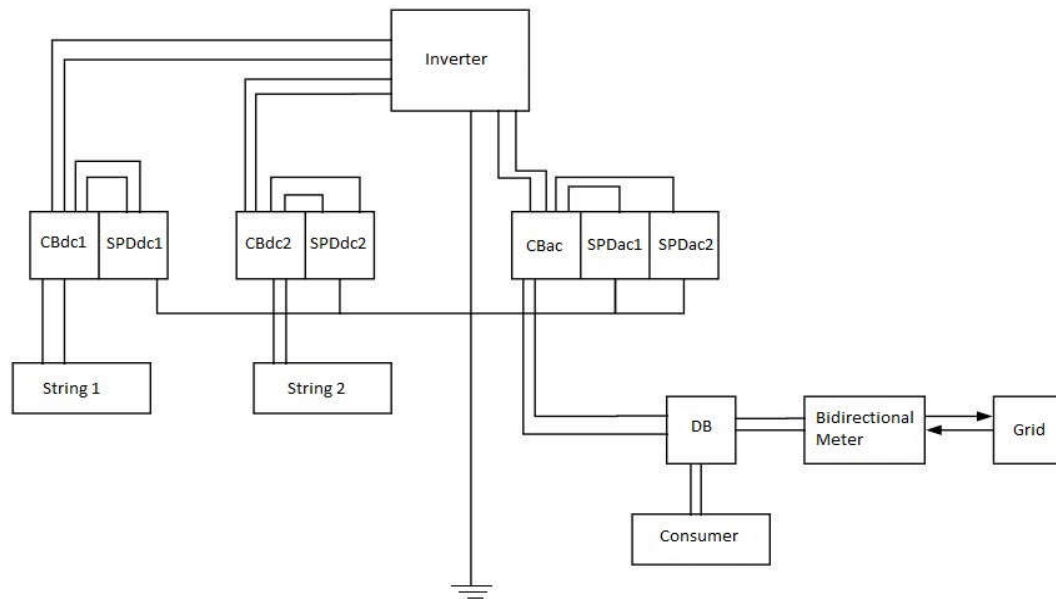 Inverter
CBdc1
SPDdc1
CBdc2
SPDdc2
CBac
SPDac1
SPDac2
String 1
String 2
DB
Bidirectional
Meter
Grid
Consumer